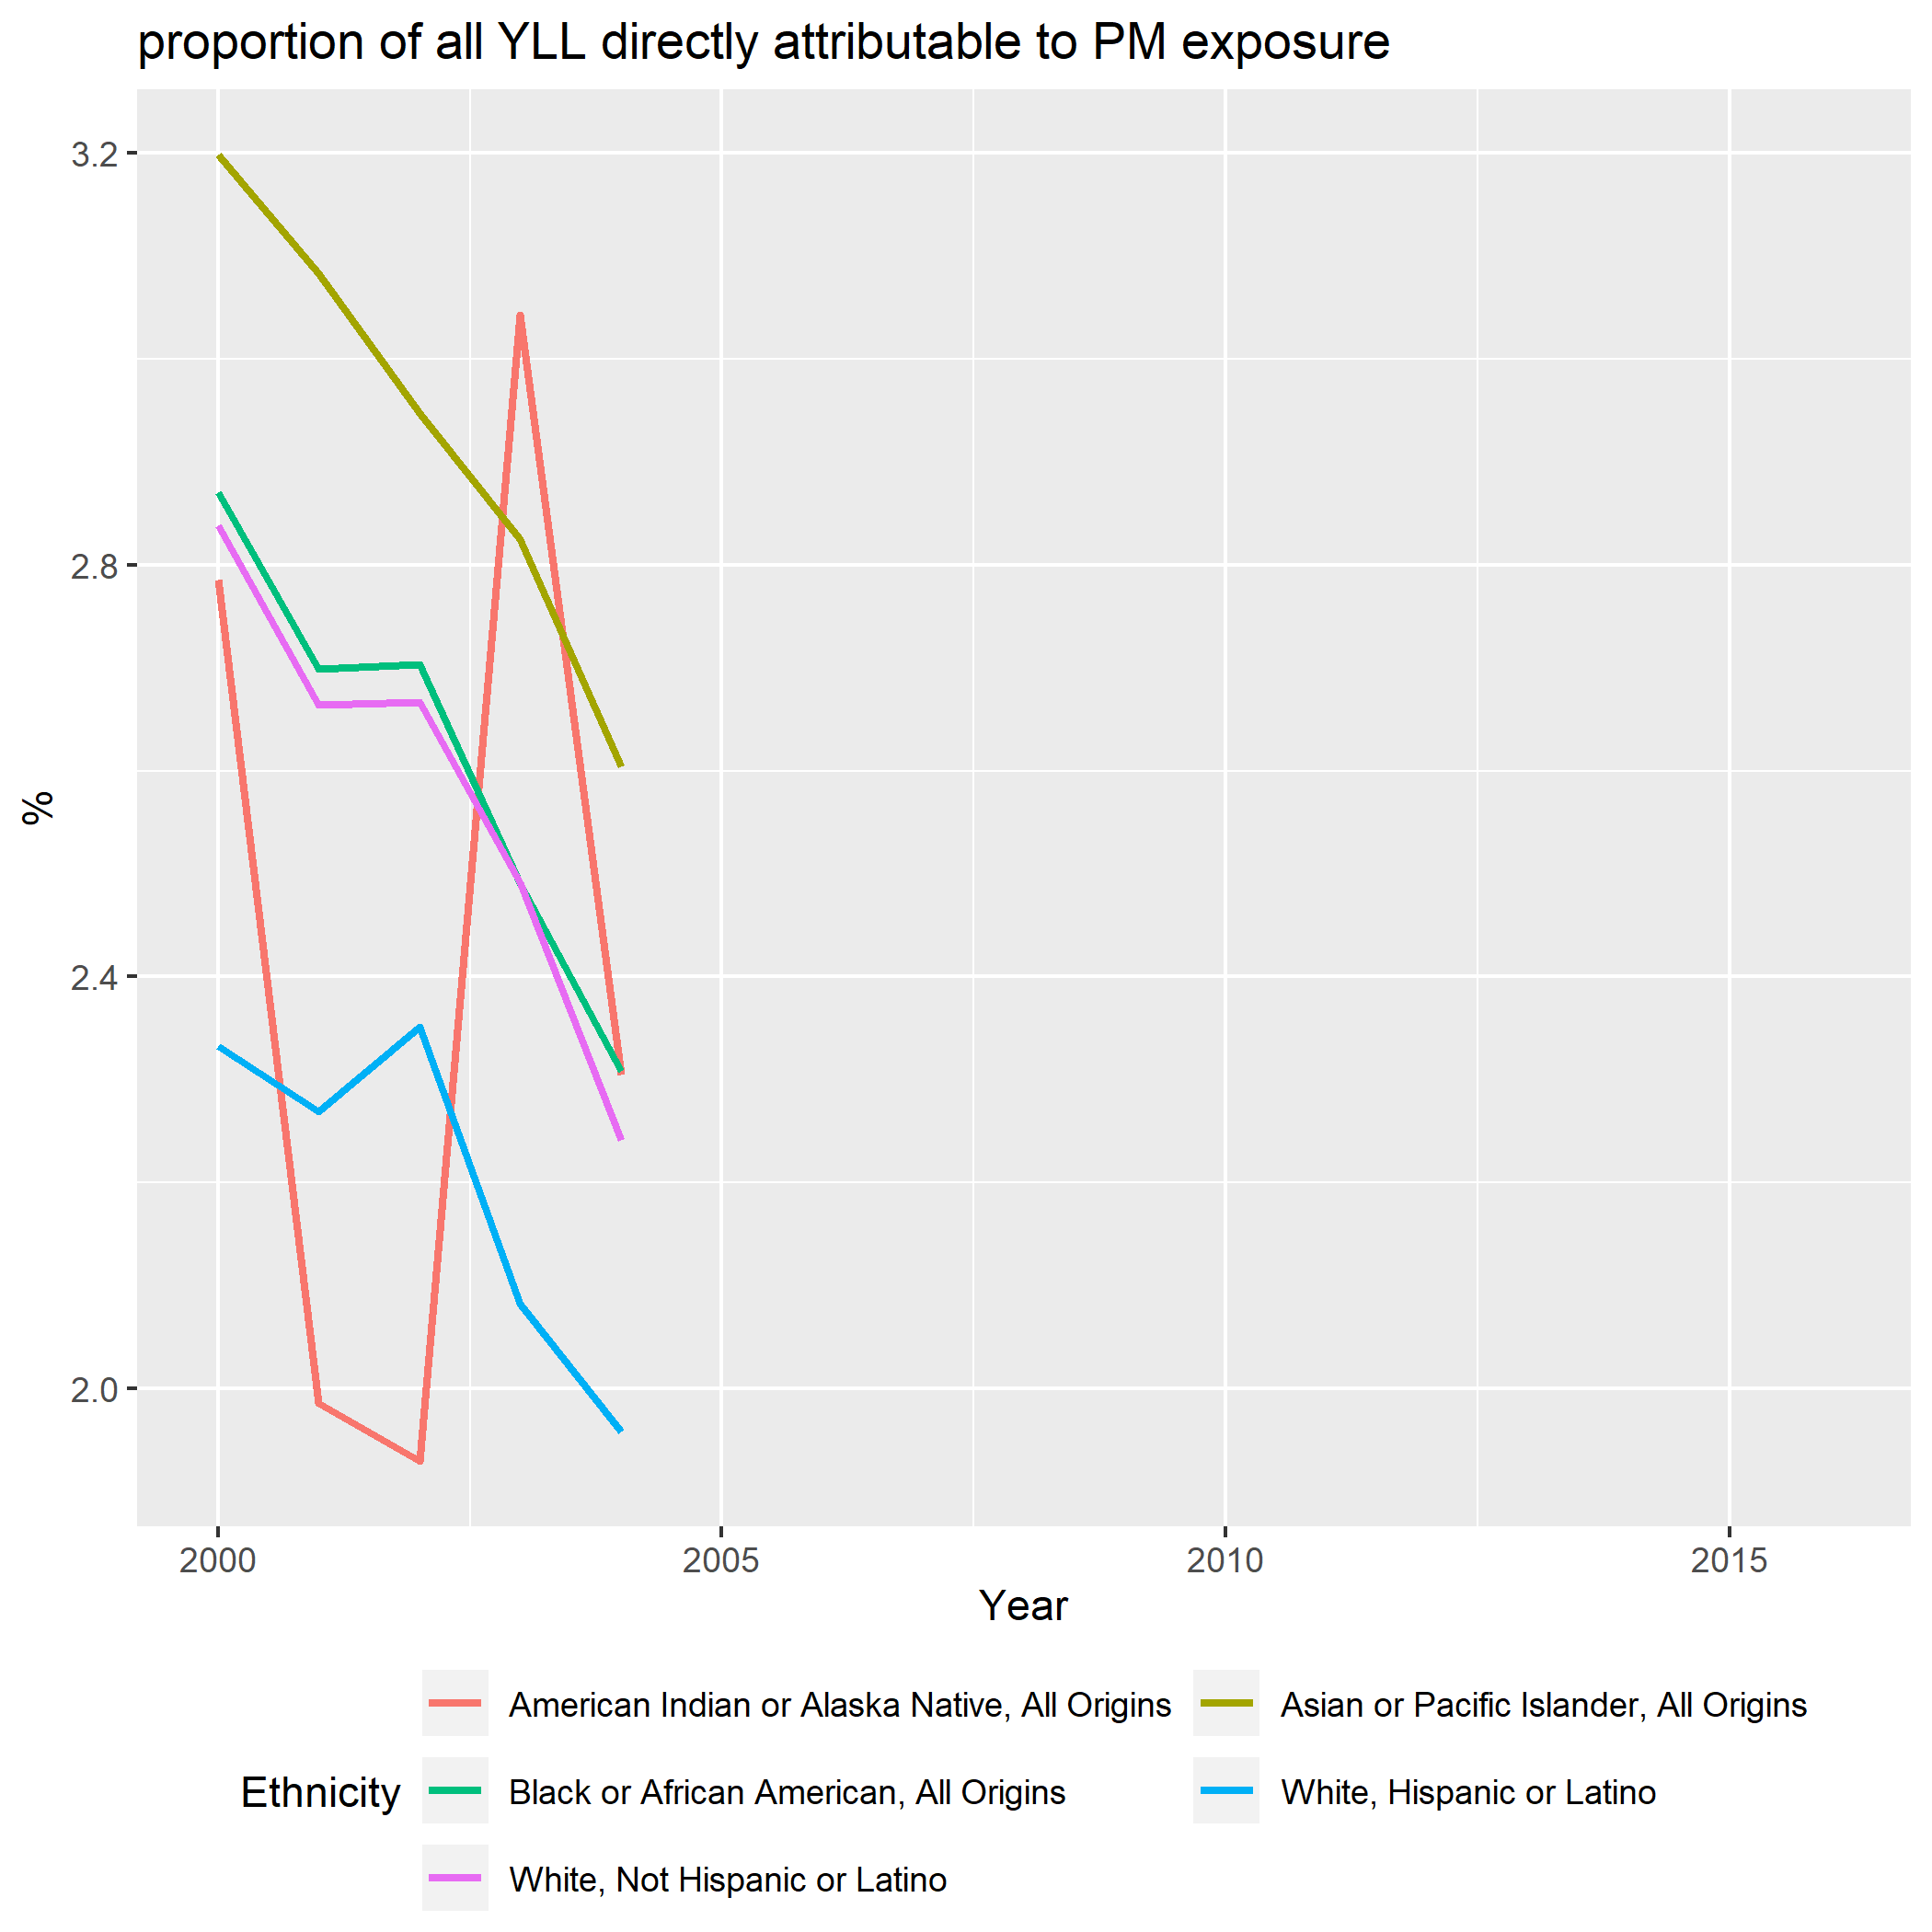 proportion of all YLL directly attributable to PM exposure
3.2
2.8
2.4
2.0
%
2000 2005 2010 2015
Year
Ethnicity
American Indian or Alaska Native, All Origins
Asian or Pacific Islander, All Origins
Black or African American, All Origins
White, Hispanic or Latino
White, Not Hispanic or Latino